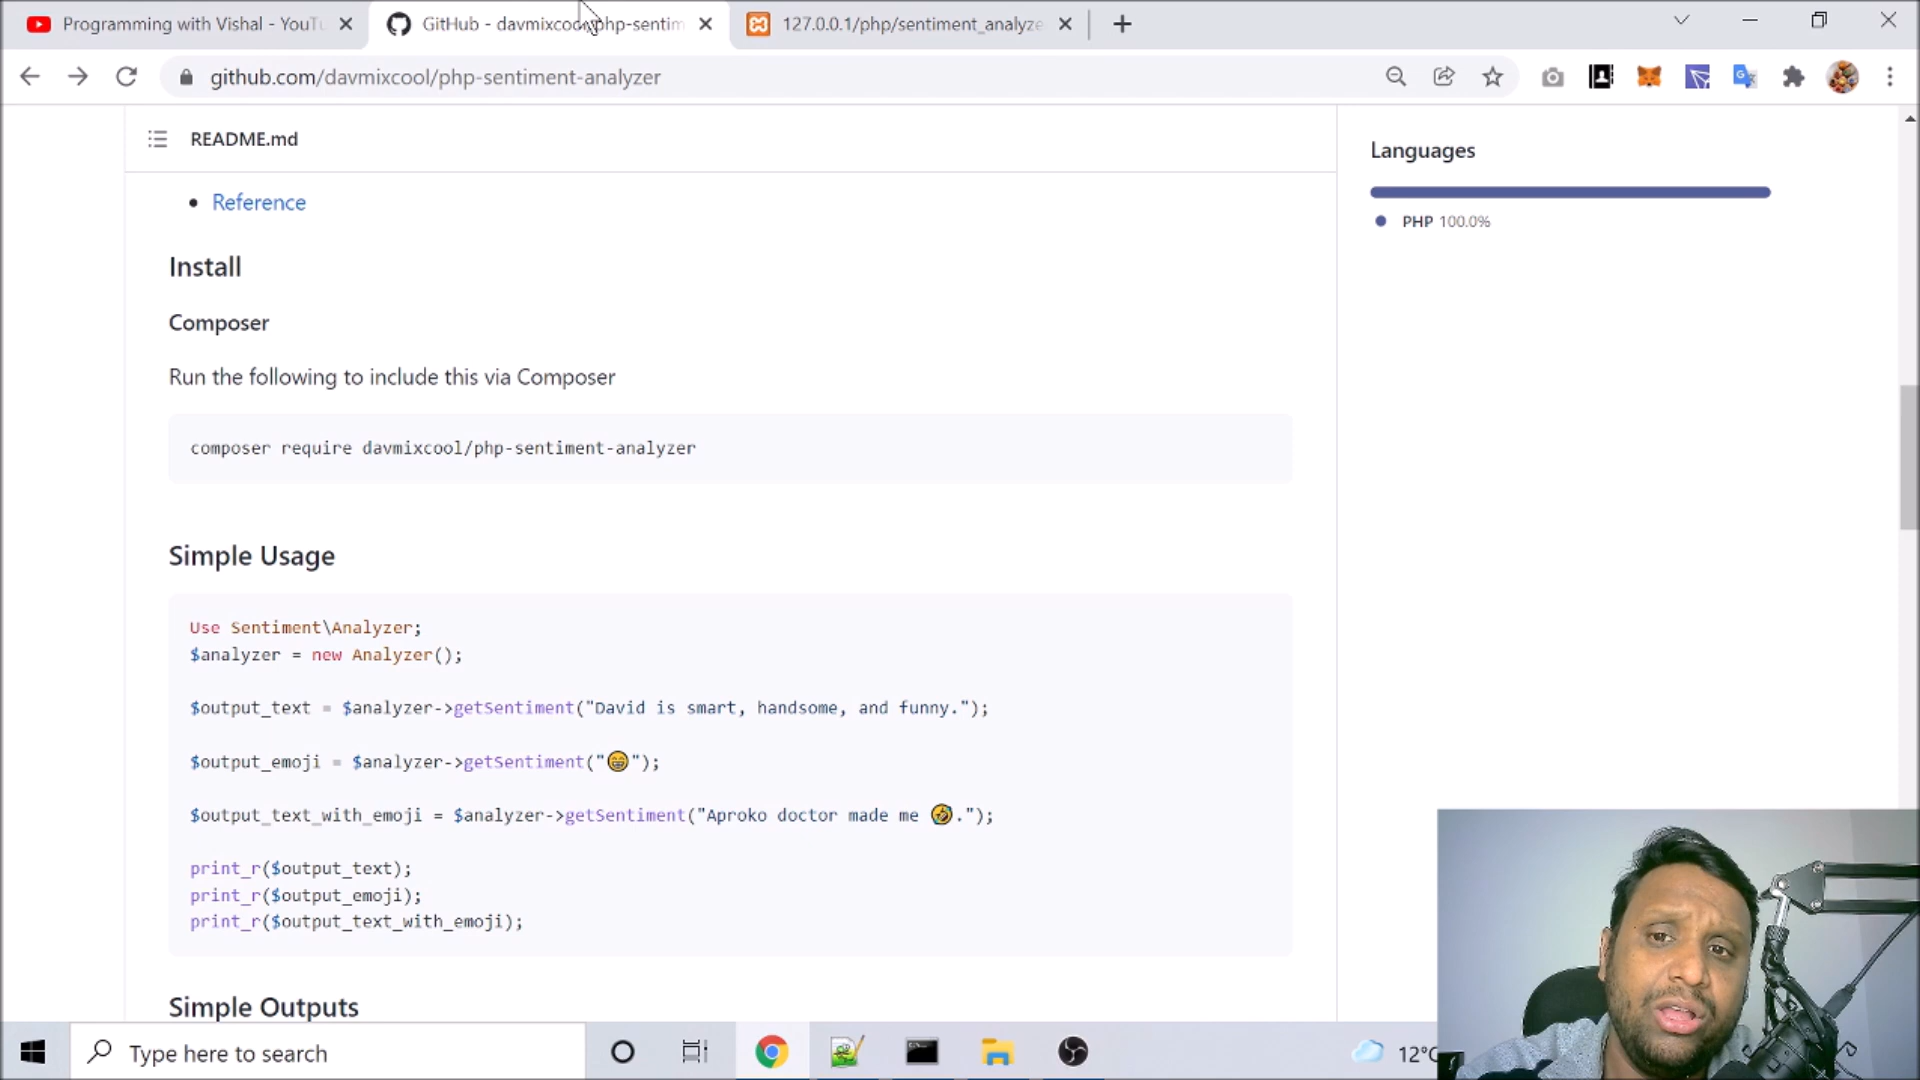 Programming with Vishal - YouTu
GitHub - davmixcool/php-sentim
127.0.0.1/php/sentiment_analyze
github.com/davmixcool/php-sentiment-analyzer
README.md
Reference
Install
Composer
Run the following to include this via Composer
composer require davmixcool/php-sentiment-analyzer
Simple Usage
Use Sentiment\Analyzer;
$analyzer = new Analyzer();
$output_text = $analyzer->getSentiment("David is smart, handsome, and funny.");
$output_emoji = $analyzer->getSentiment("😁");
$output_text_with_emoji = $analyzer->getSentiment("Aproko doctor made me 🤣.");
print_r($output_text);
print_r($output_emoji);
print_r($output_text_with_emoji);
Simple Outputs
Languages
PHP 100.0%
Type here to search
12°C